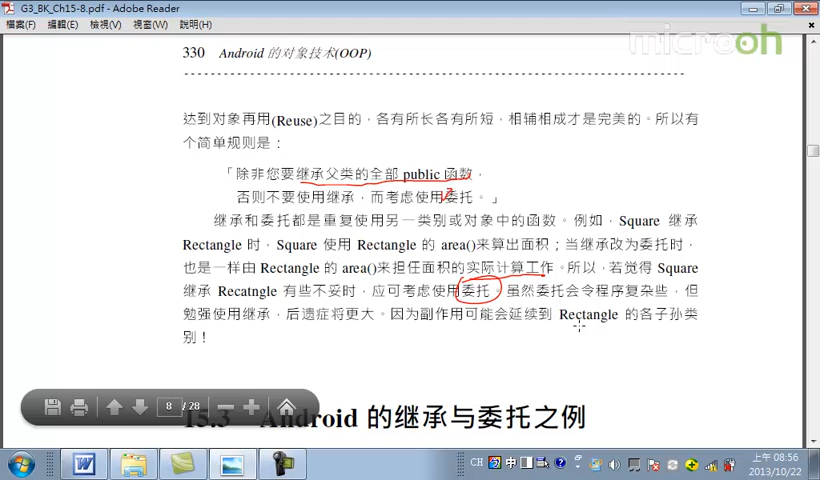 G3_BK_Ch15-8.pdf - Adobe Reader
檔案(F) 編輯(E) 檢視(V) 視窗(W) 說明(H)
microoh
330 Android 的对象技术(OOP)
达到对象再用(Reuse)之目的，各有所长各有所短，相辅相成才是完美的。所以有
个简单规则是：
「除非您要继承父类的全部 public 函数，
否则不要使用继承，而考虑使用委托。」
继承和委托都是重复使用另一类别或对象中的函数。例如，Square 继承
Rectangle 时，Square 使用 Rectangle 的 area()来算出面积；当继承改为委托时，
也是一样由 Rectangle 的 area()来担任面积的实际计算工作。所以，若觉得 Square
继承 Recatngle 有些不妥时，应可考虑使用委托。虽然委托会令程序复杂些，但
勉强使用继承，后遗症将更大。因为副作用可能会延续到 Rectangle 的各子孙类
别！
8 / 28
15.3 Android 的继承与委托之例
CH 中
上午 08:56
2013/10/22